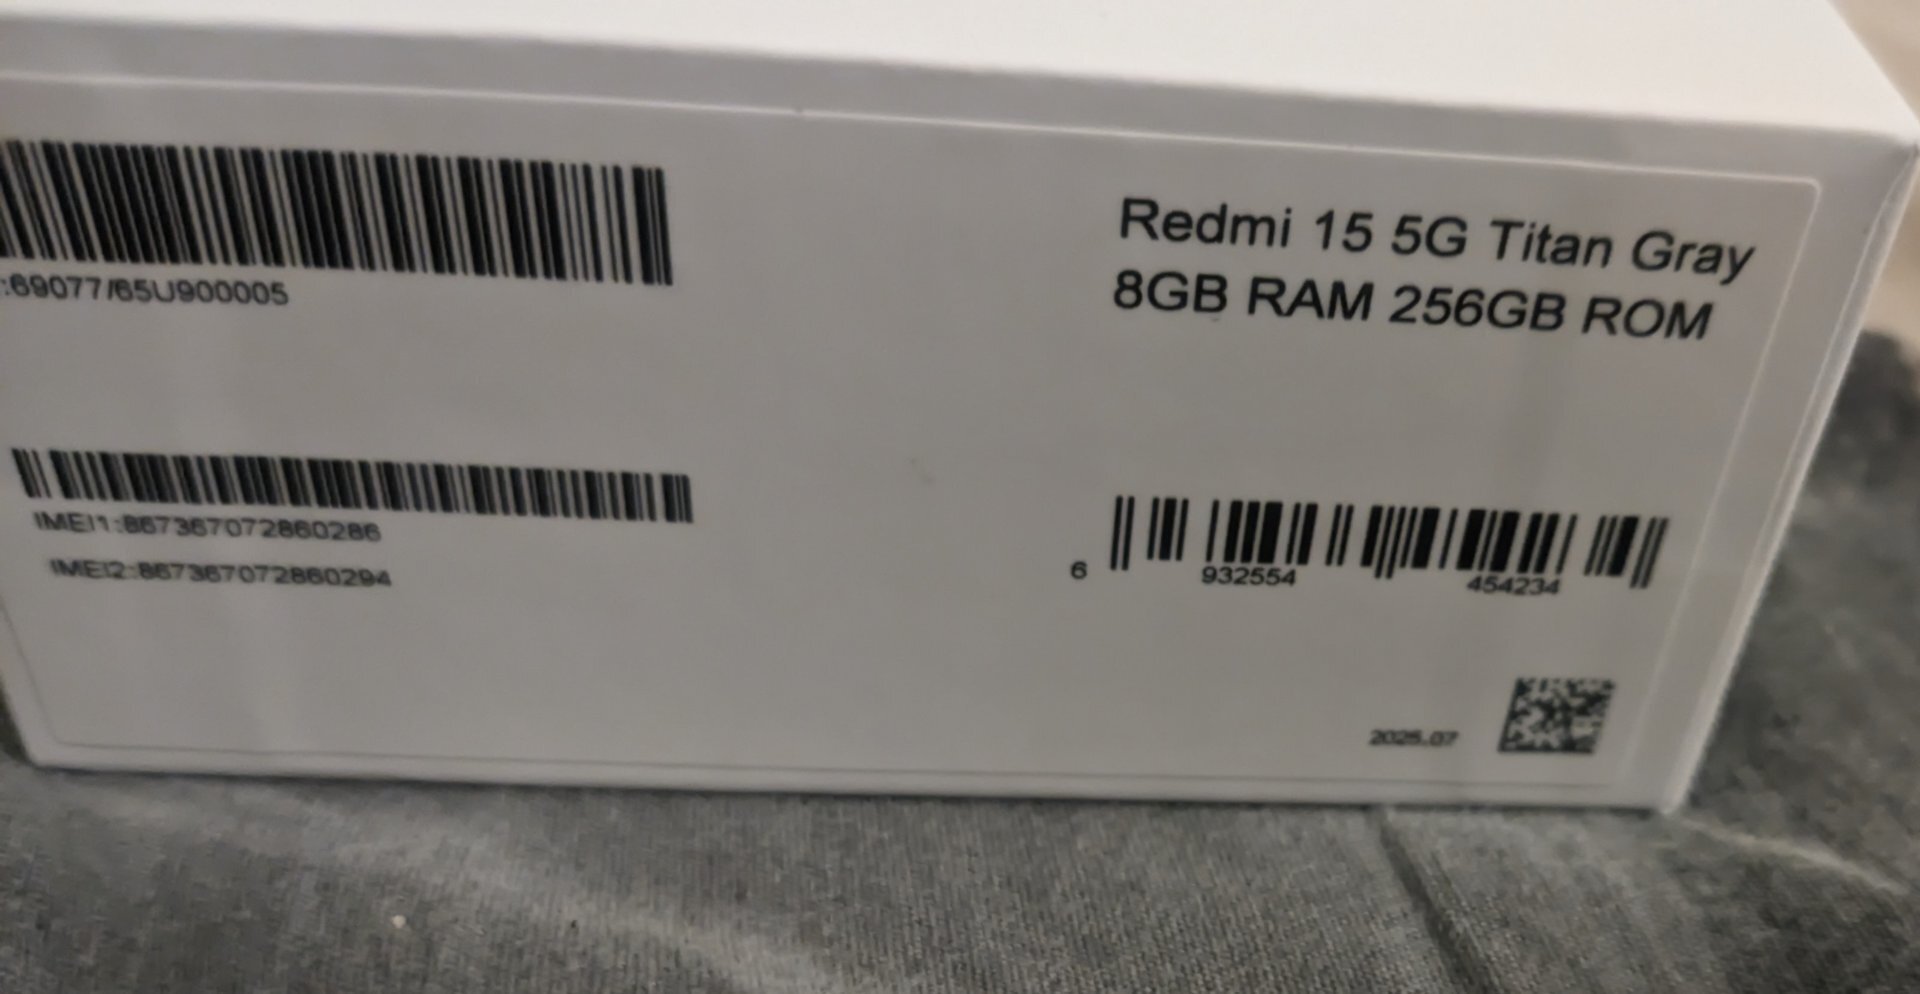 :69077/65U900005
Redmi 15 5G Titan Gray
8GB RAM 256GB ROM
IMEI1:867367072860286
IMEI2:867367072860294
6 932554 454234
2025.07